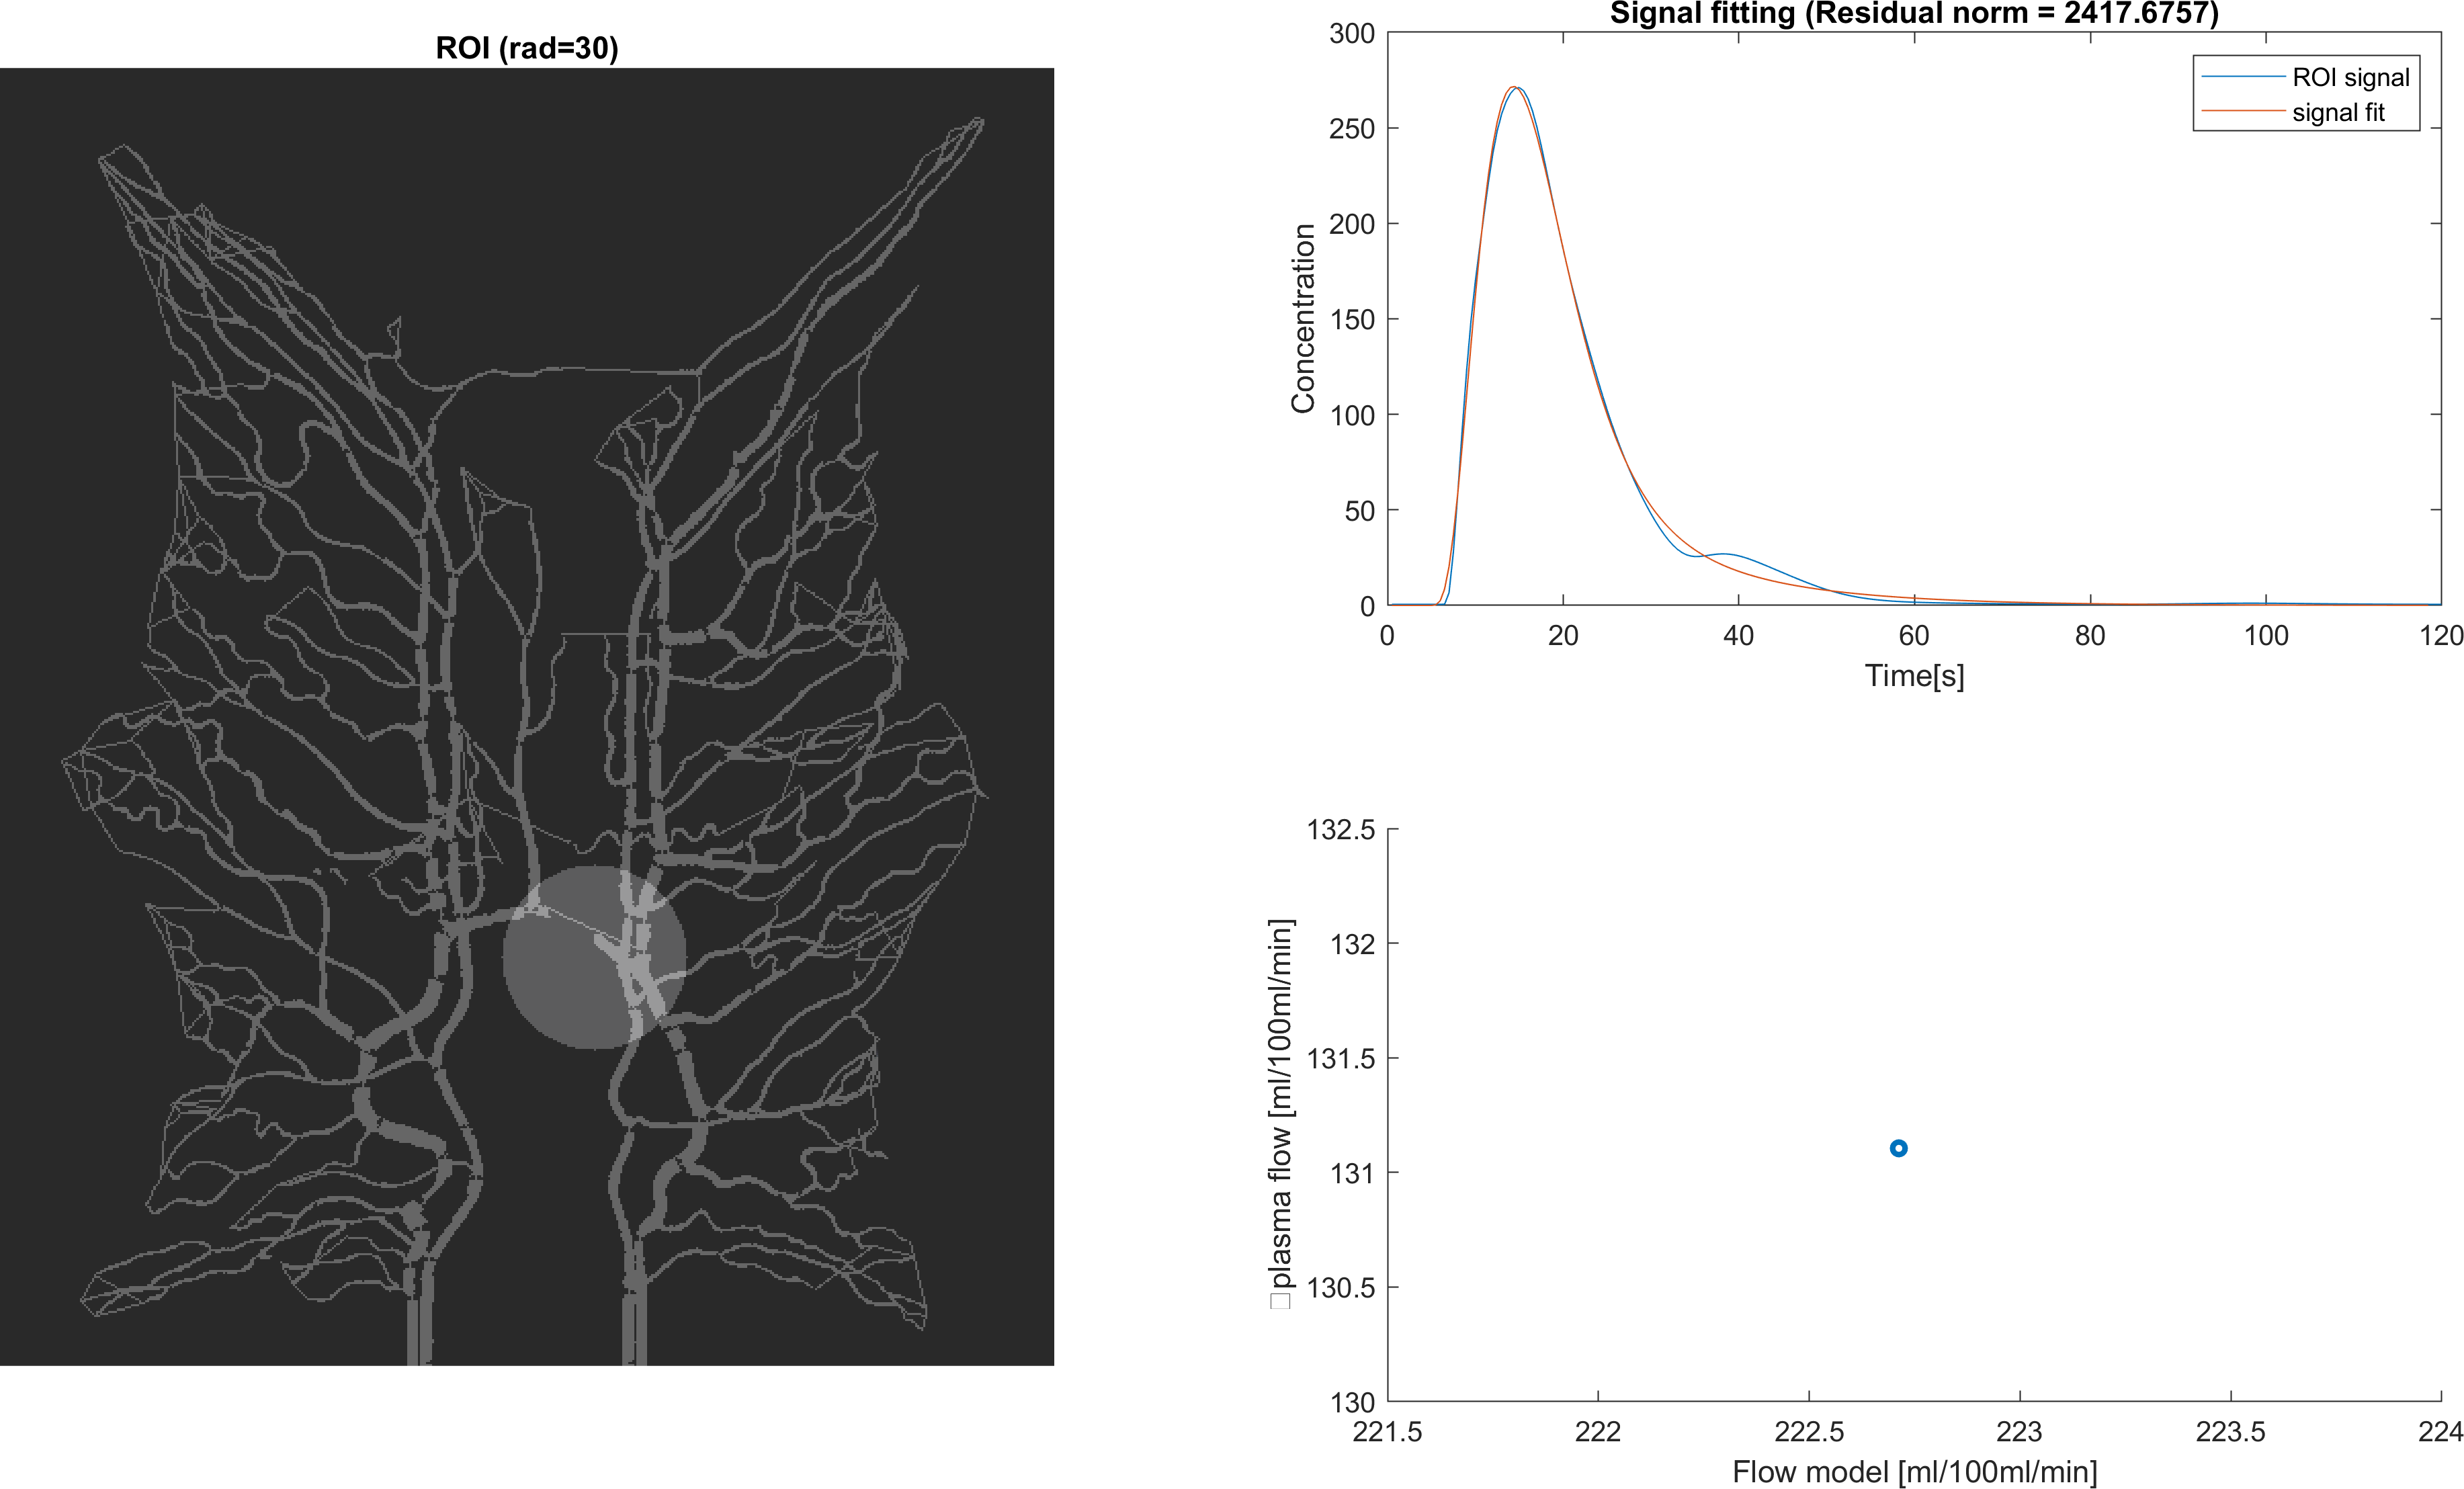 ROI (rad=30)
Signal fitting (Residual norm = 2417.6757)
300
250
200
150
100
50
0
Concentration
ROI signal
signal fit
0 20 40 60 80 100 120
Time[s]
132.5
132
131.5
131
130.5
130
□plasma flow [ml/100ml/min]
221.5 222 222.5 223 223.5 224
Flow model [ml/100ml/min]